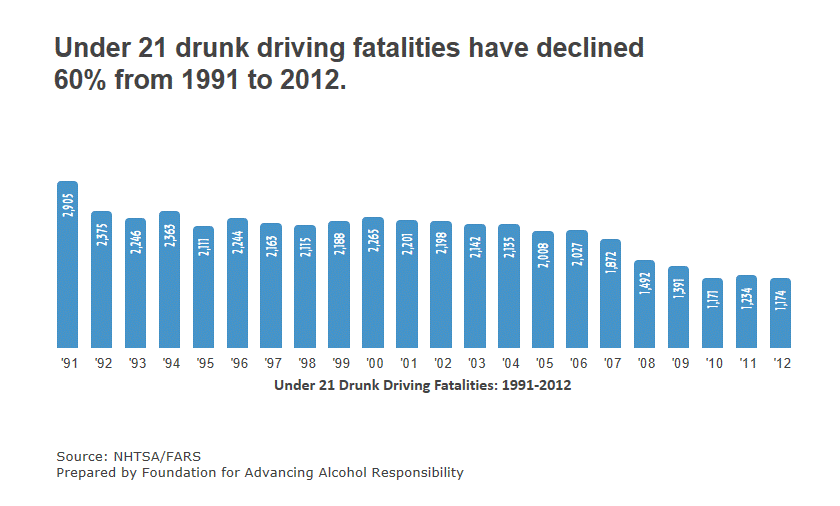 Under 21 drunk driving fatalities have declined
60% from 1991 to 2012.
2,905 2,375 2,246 2,363 2,111 2,244 2,163 2,115 2,188 2,265 2,201 2,198 2,142 2,135 2,008 2,027 1,872 1,492 1,391 1,171 1,234 1,174
'91 '92 '93 '94 '95 '96 '97 '98 '99 '00 '01 '02 '03 '04 '05 '06 '07 '08 '09 '10 '11 '12
Under 21 Drunk Driving Fatalities: 1991-2012
Source: NHTSA/FARS
Prepared by Foundation for Advancing Alcohol Responsibility